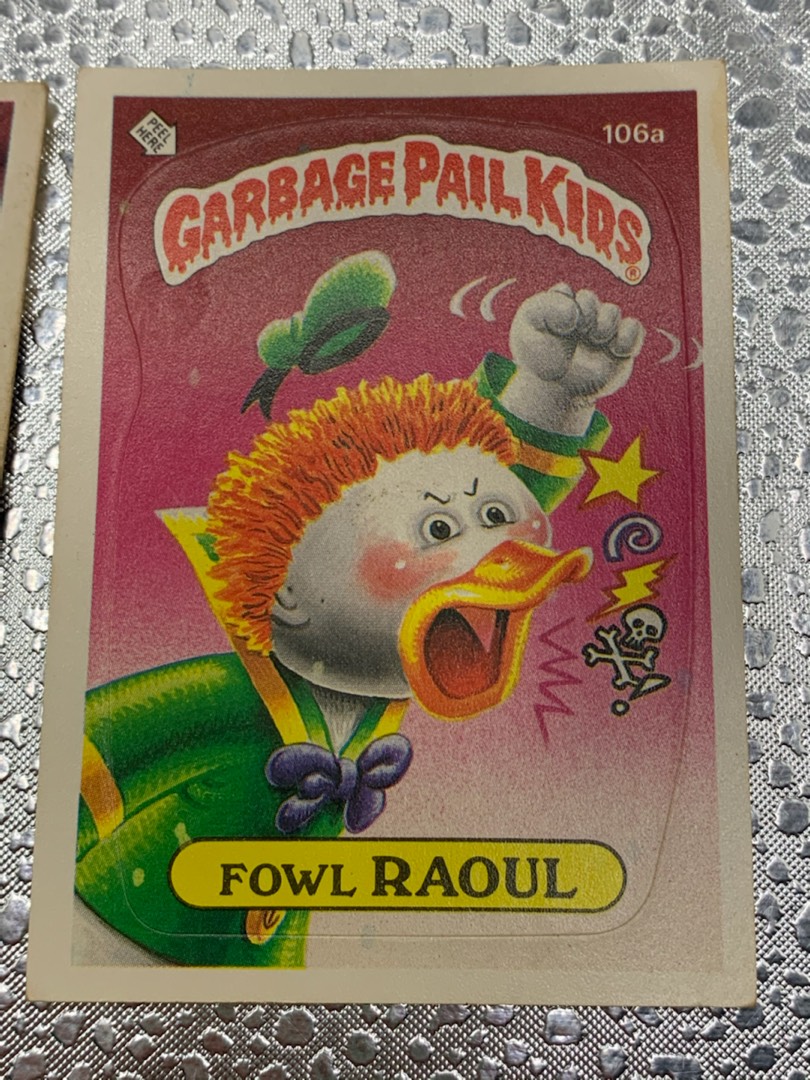 PEEL
HERE
106a
GARBAGE PAIL KIDS
®
FOWL RAOUL